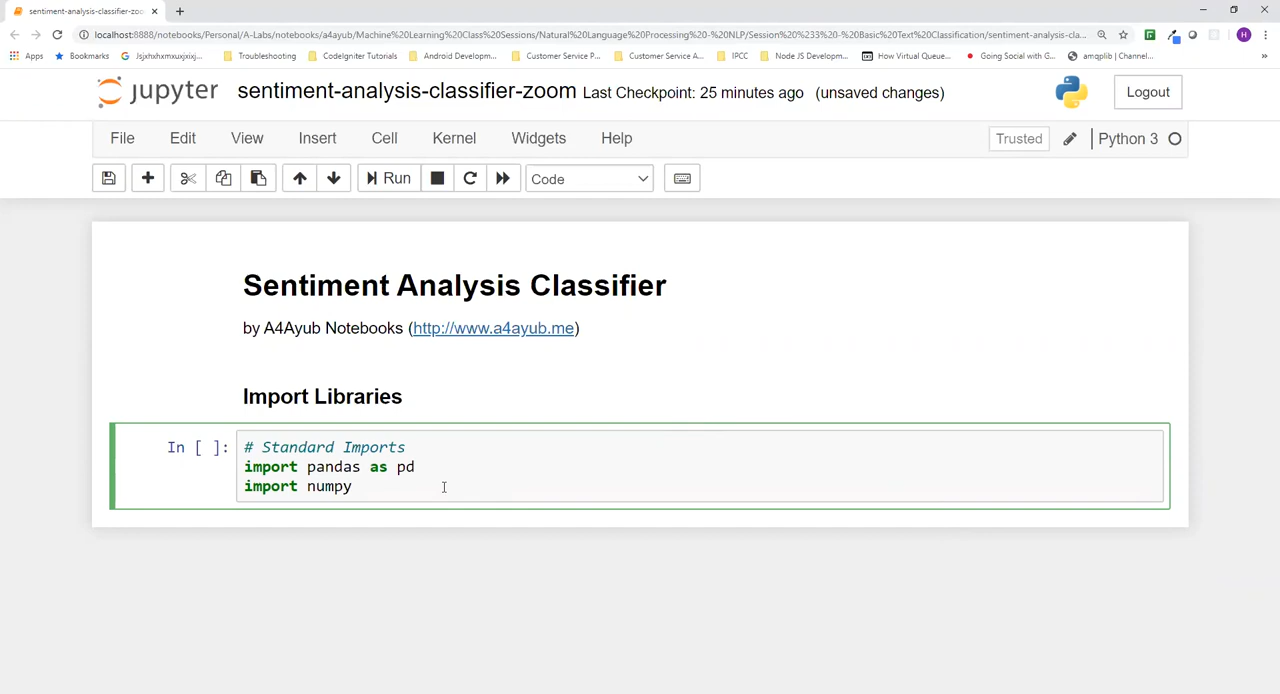 sentiment-analysis-classifier-zoo
localhost:8888/notebooks/Personal/A-Labs/notebooks/a4ayub/Machine%20Learning%20Class%20Sessions/Natural%20Language%20Processing%20-%20NLP/Session%20%233%20-%20Basic%20Text%20Classification/sentiment-analysis-cla...
Apps Bookmarks Jsjxhxhxmxuxjxixj... Troubleshooting CodeIgniter Tutorials Android Developm... Customer Service P... Customer Service A... IPCC Node JS Developm... How Virtual Queue... Going Social with G... amqplib | Channel... »
jupyter sentiment-analysis-classifier-zoom Last Checkpoint: 25 minutes ago (unsaved changes) Logout
File Edit View Insert Cell Kernel Widgets Help Trusted Python 3
Run Code
Sentiment Analysis Classifier
by A4Ayub Notebooks (http://www.a4ayub.me)
Import Libraries
In [ ]: # Standard Imports
import pandas as pd
import numpy